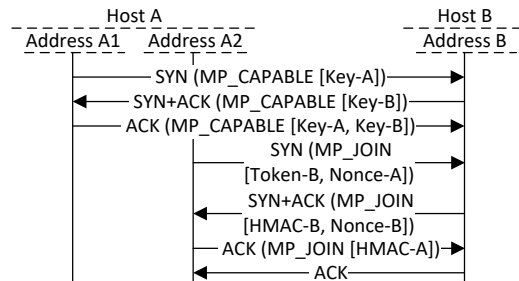 Host A Host B
Address A1 Address A2 Address B
SYN (MP_CAPABLE [Key-A])
SYN+ACK (MP_CAPABLE [Key-B])
ACK (MP_CAPABLE [Key-A, Key-B])
SYN (MP_JOIN
[Token-B, Nonce-A])
SYN+ACK (MP_JOIN
[HMAC-B, Nonce-B])
ACK (MP_JOIN [HMAC-A])
ACK